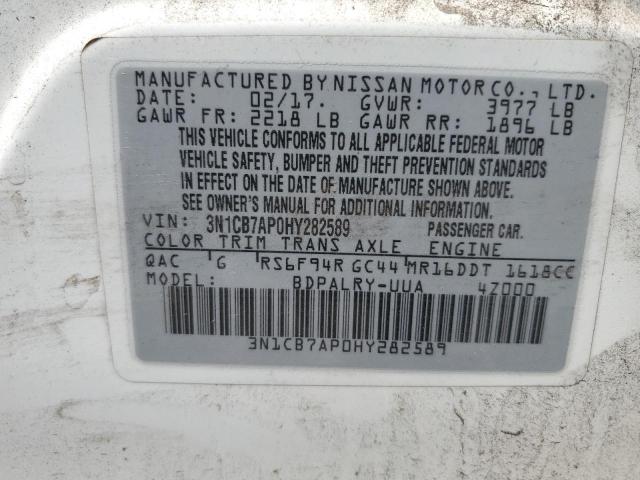 MANUFACTURED BY NISSAN MOTOR CO., LTD.
DATE: 02/17. GVWR: 3977 LB
GAWR FR: 2218 LB GAWR RR: 1896 LB
THIS VEHICLE CONFORMS TO ALL APPLICABLE FEDERAL MOTOR
VEHICLE SAFETY, BUMPER AND THEFT PREVENTION STANDARDS
IN EFFECT ON THE DATE OF MANUFACTURE SHOWN ABOVE.
SEE OWNER'S MANUAL FOR ADDITIONAL INFORMATION.
VIN: 3N1CB7AP0HY282589 PASSENGER CAR.
COLOR TRIM TRANS AXLE ENGINE
QAC G RS6F94R GC44 MR16DDT 1618CC
MODEL: BDPALRY-UUA 4Z000
3N1CB7AP0HY282589